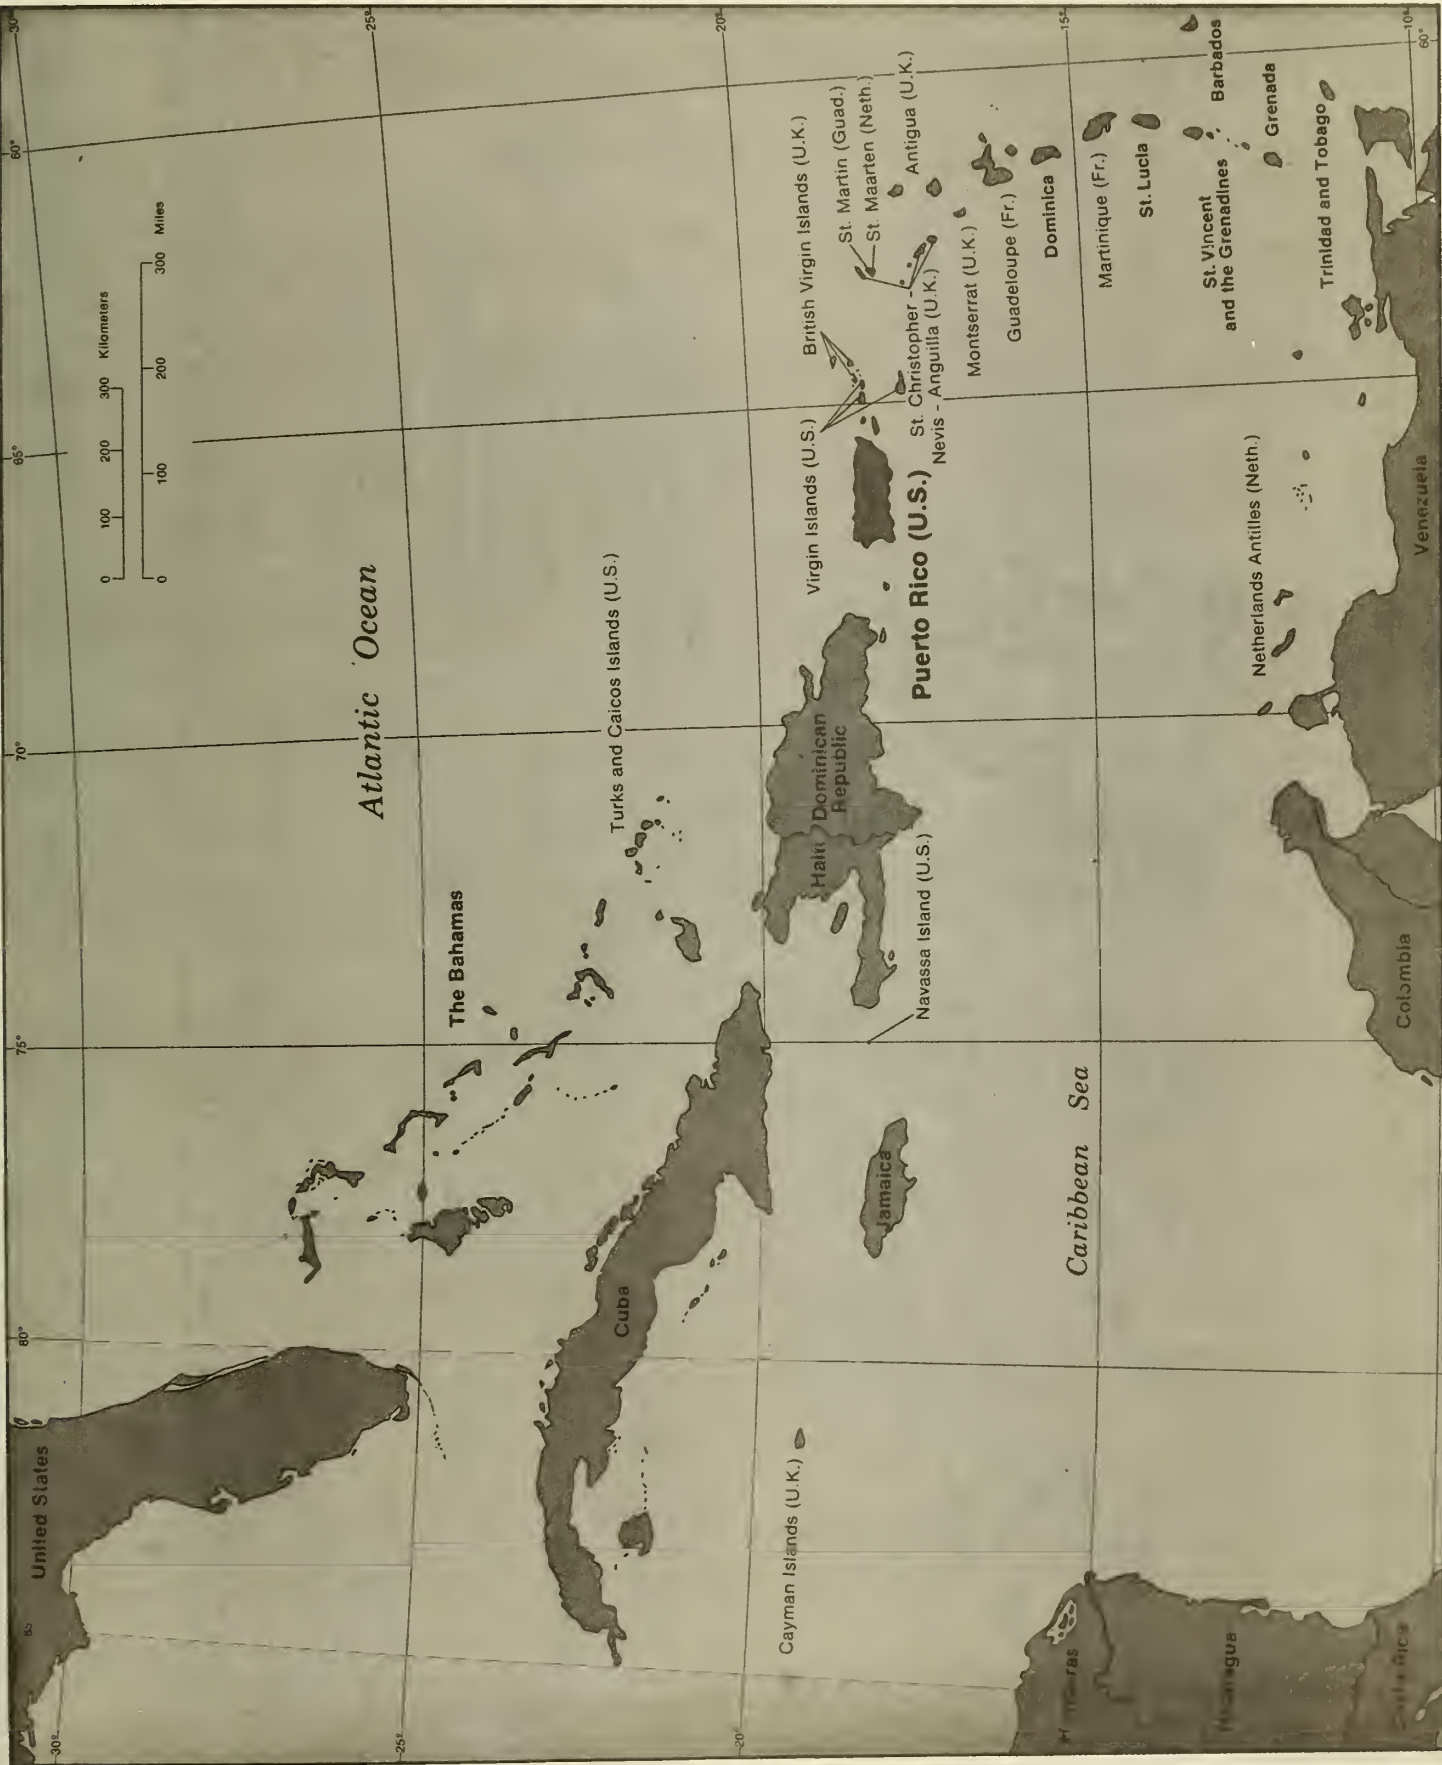 30°
25°
20°
15°
10°
60°
60°
65°
70°
75°
80°
30°
25°
20°
0 100 200 300 Kilometers
0 100 200 300 Miles
Atlantic Ocean
Caribbean Sea
United States
The Bahamas
Turks and Caicos Islands (U.S.)
Cuba
Cayman Islands (U.K.)
Jamaica
Navassa Island (U.S.)
Haiti
Dominican
Republic
Puerto Rico (U.S.)
Virgin Islands (U.S.)
British Virgin Islands (U.K.)
St. Martin (Guad.)
St. Maarten (Neth.)
Antigua (U.K.)
St. Christopher -
Nevis - Anguilla (U.K.)
Montserrat (U.K.)
Guadeloupe (Fr.)
Dominica
Martinique (Fr.)
St. Lucia
St. Vincent
and the Grenadines
Barbados
Grenada
Trinidad and Tobago
Netherlands Antilles (Neth.)
Venezuela
Colombia
Nicaragua